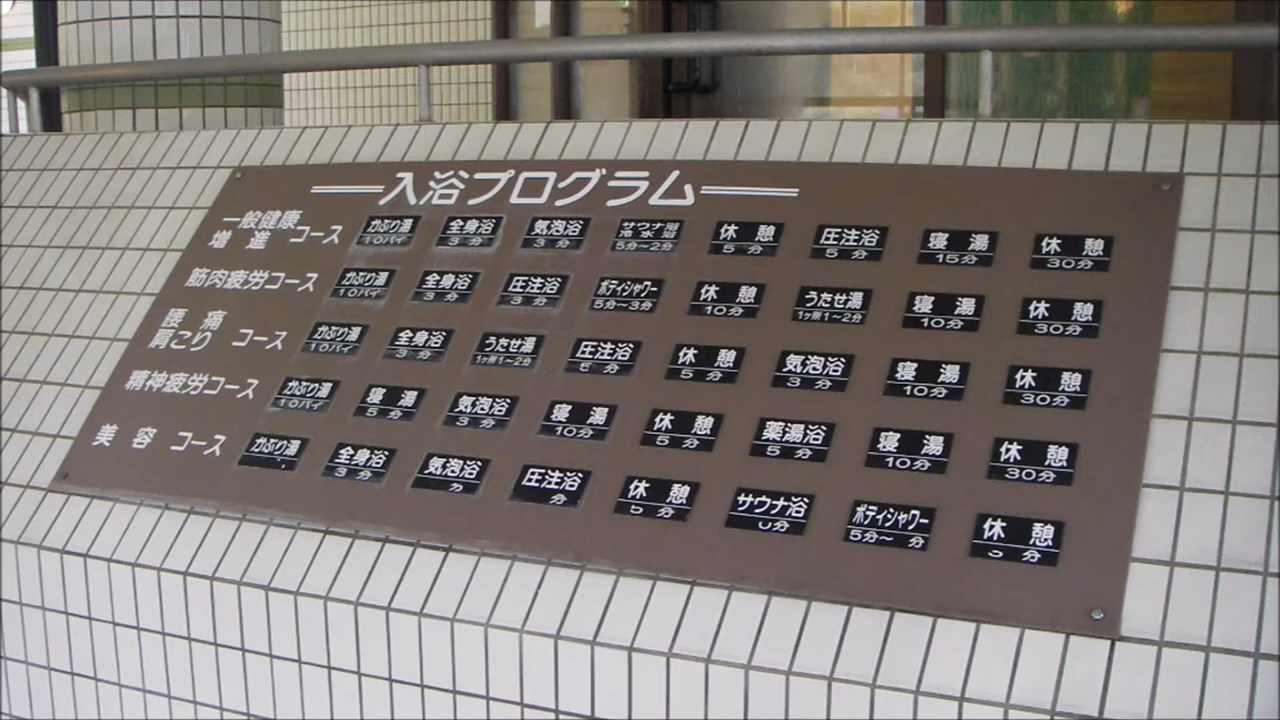 入浴プログラム
一般健康増進コース かぶり湯 10パイ 全身浴 3分 気泡浴 3分 サウナ浴 冷水浴 5分~2分 休憩 5分 圧注浴 5分 寝湯 15分 休憩 30分
筋肉疲労コース かぶり湯 10パイ 全身浴 3分 圧注浴 3分 ボディシャワー 5分~3分 休憩 10分 うたせ湯 1ヶ所1~2分 寝湯 10分 休憩 30分
腰痛肩こりコース かぶり湯 10パイ 全身浴 3分 うたせ湯 1ヶ所1~2分 圧注浴 分 休憩 5分 気泡浴 3分 寝湯 10分 休憩 30分
精神疲労コース かぶり湯 10パイ 寝湯 5分 気泡浴 3分 寝湯 10分 休憩 5分 薬湯浴 5分 寝湯 10分 休憩 30分
美容コース かぶり湯 全身浴 3分 気泡浴 圧注浴 分 休憩 分 サウナ浴 分 ボディシャワー 5分~ 分 休憩 分